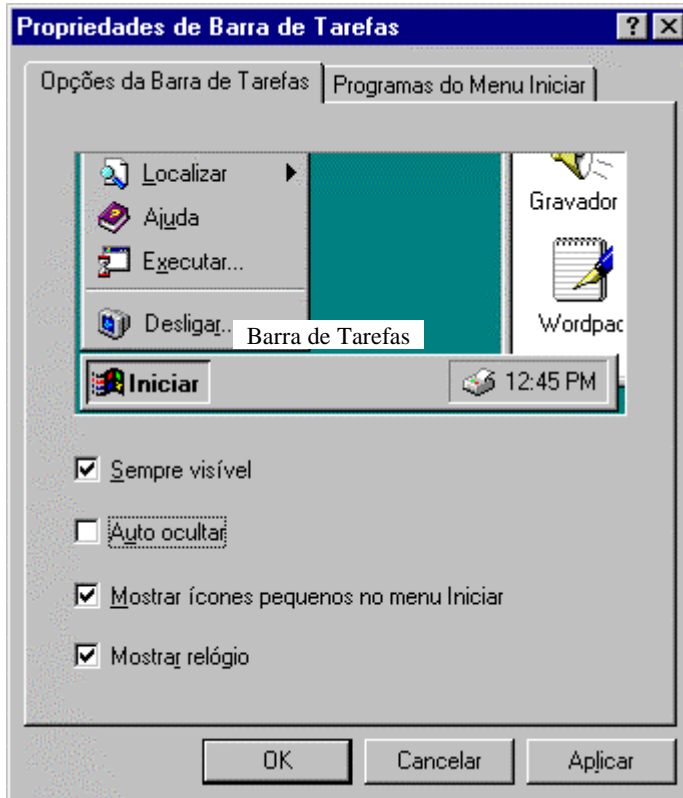 Propriedades de Barra de Tarefas
Opções da Barra de Tarefas
Programas do Menu Iniciar
Localizar
Ajuda
Executar...
Desligar..
Barra de Tarefas
Gravador
Wordpad
Iniciar
12:45 PM
Sempre visível
Auto ocultar
Mostrar ícones pequenos no menu Iniciar
Mostrar relógio
OK
Cancelar
Aplicar